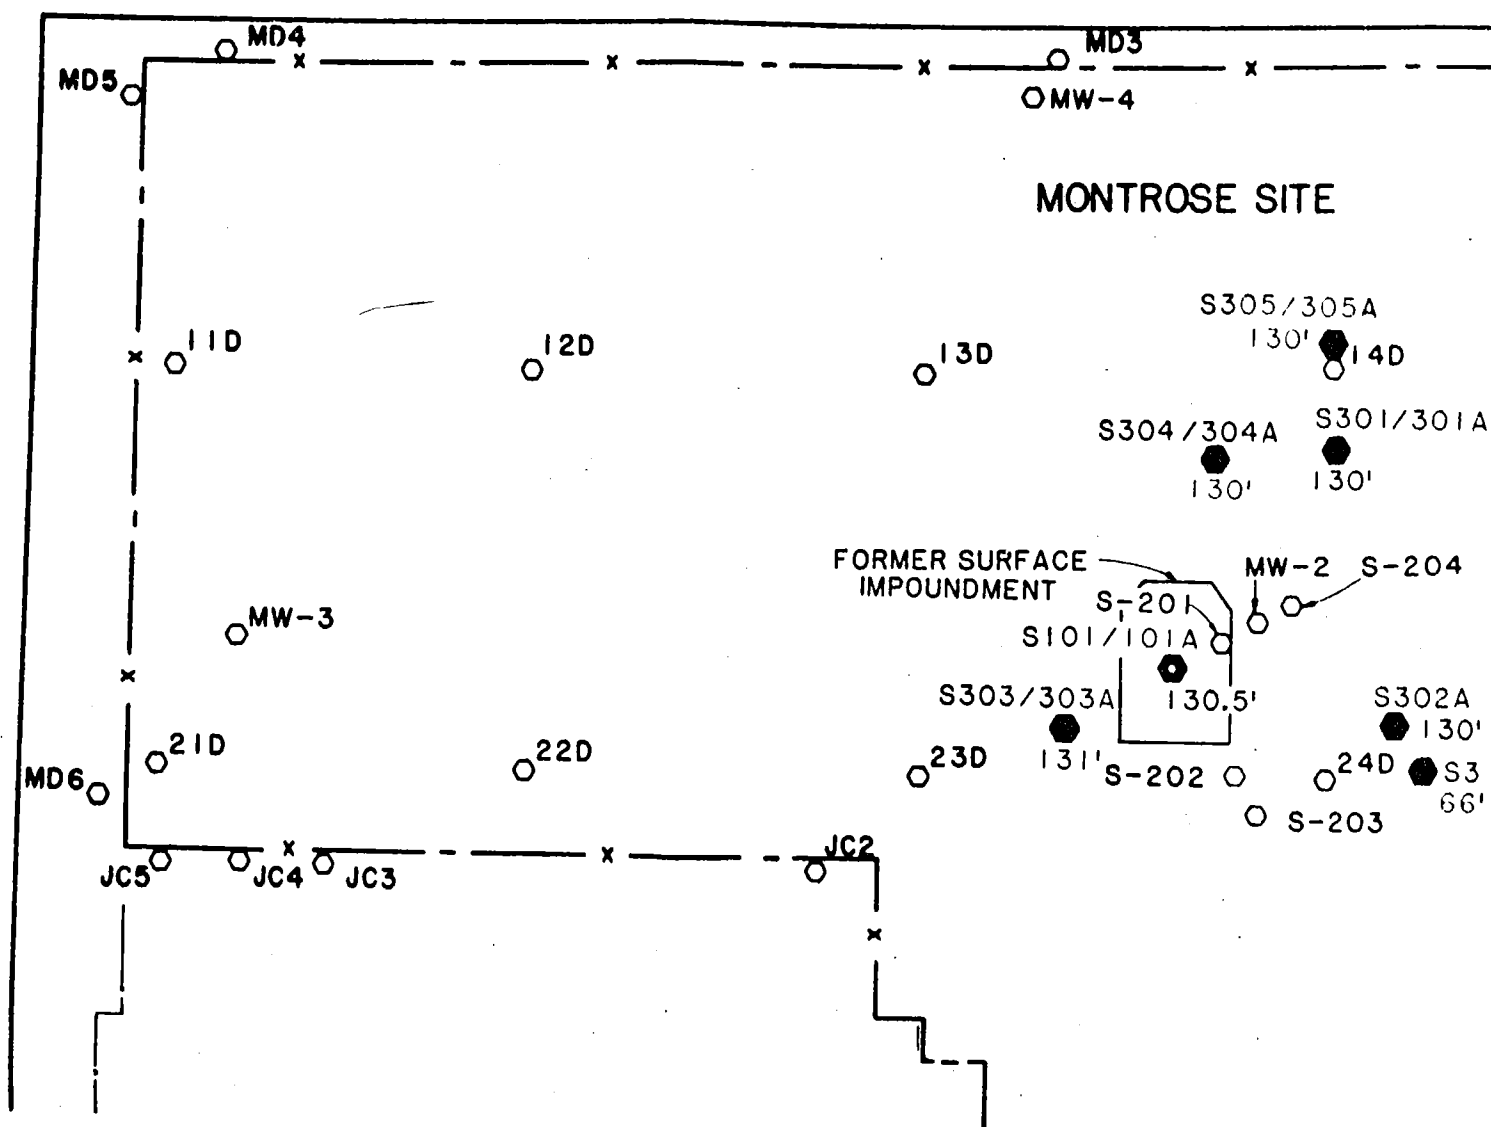 MD4
MD3
MD5
MW-4
MONTROSE SITE
S305/305A
130'
11D
12D
13D
14D
S304/304A
130'
S301/301A
130'
FORMER SURFACE
IMPOUNDMENT
MW-2
S-204
S-201
MW-3
S101/101A
130.5'
S303/303A
131'
S302A
130'
21D
22D
23D
S-202
24D
S3
66'
MD6
S-203
JC2
JC5
JC4
JC3